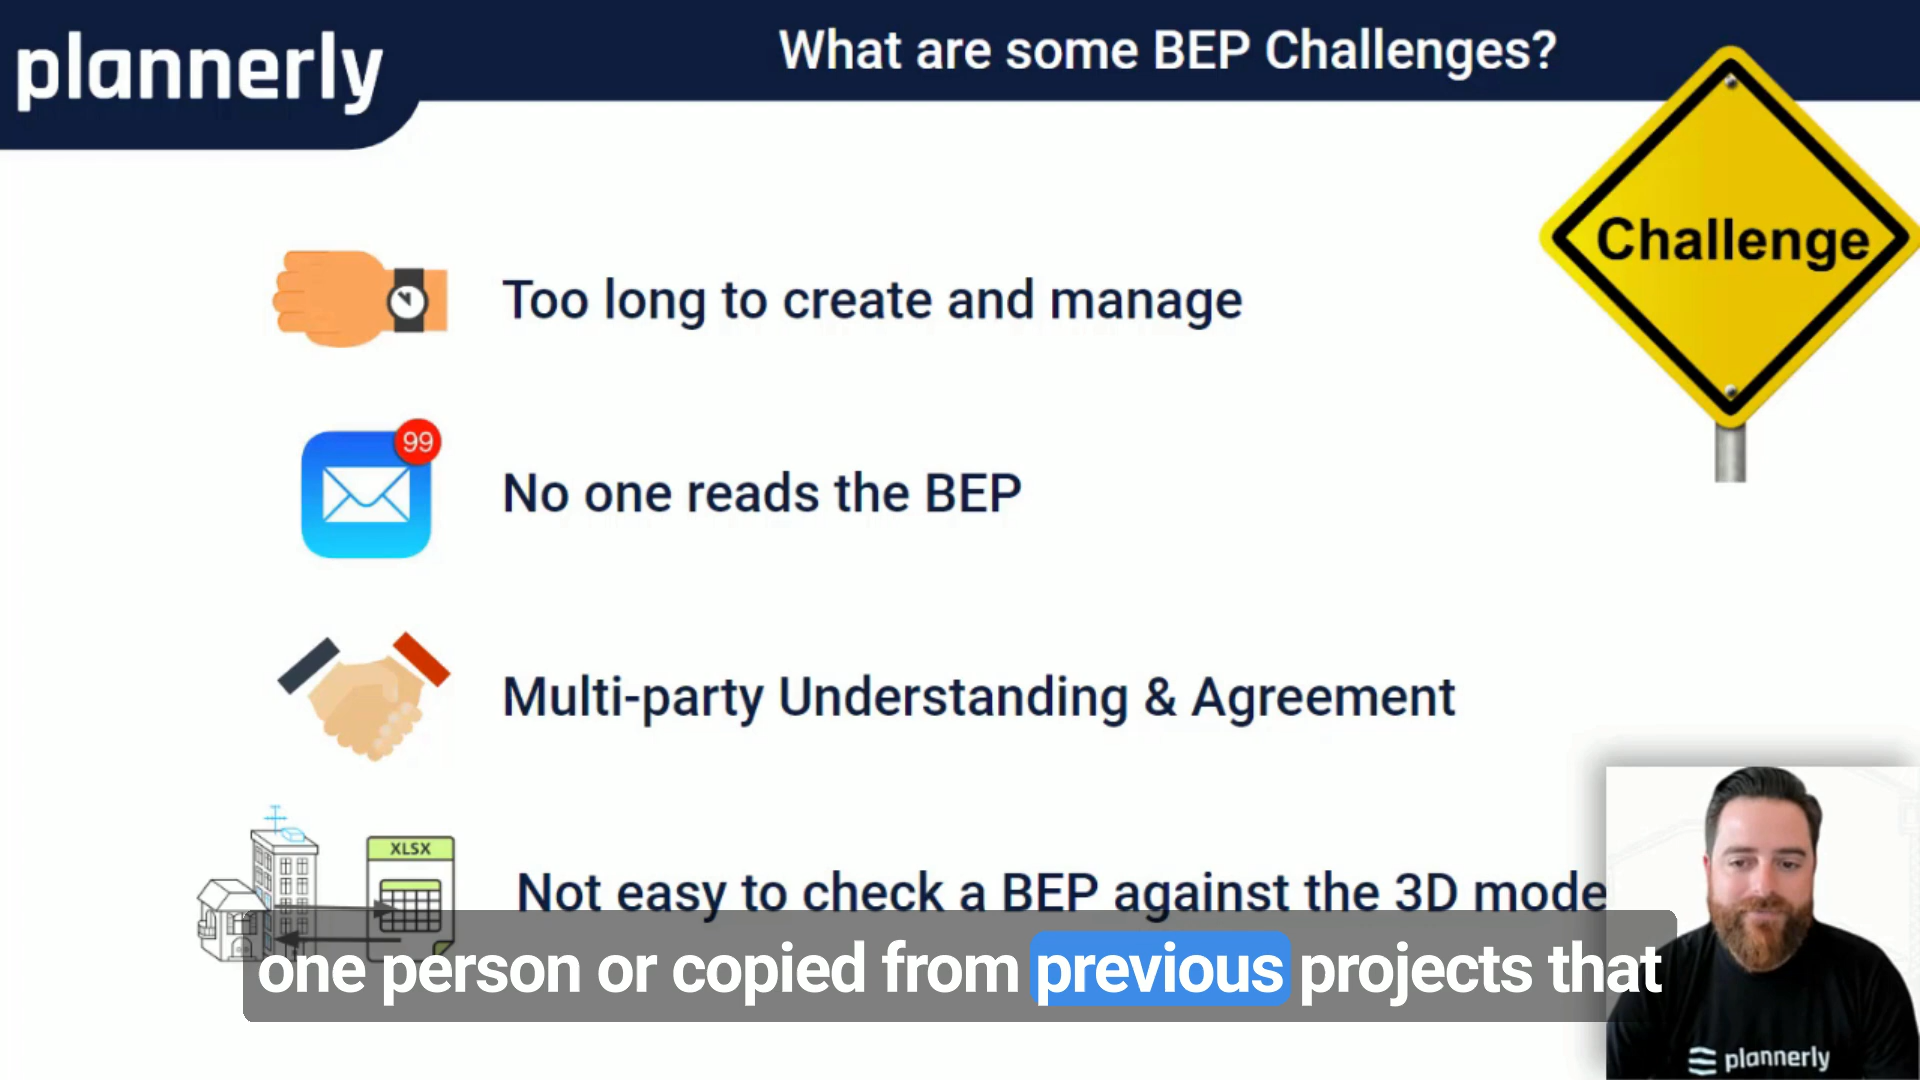 plannerly
What are some BEP Challenges?
Challenge
Too long to create and manage
99
No one reads the BEP
Multi-party Understanding & Agreement
XLSX
Not easy to check a BEP against the 3D mode
one person or copied from previous projects that
plannerly